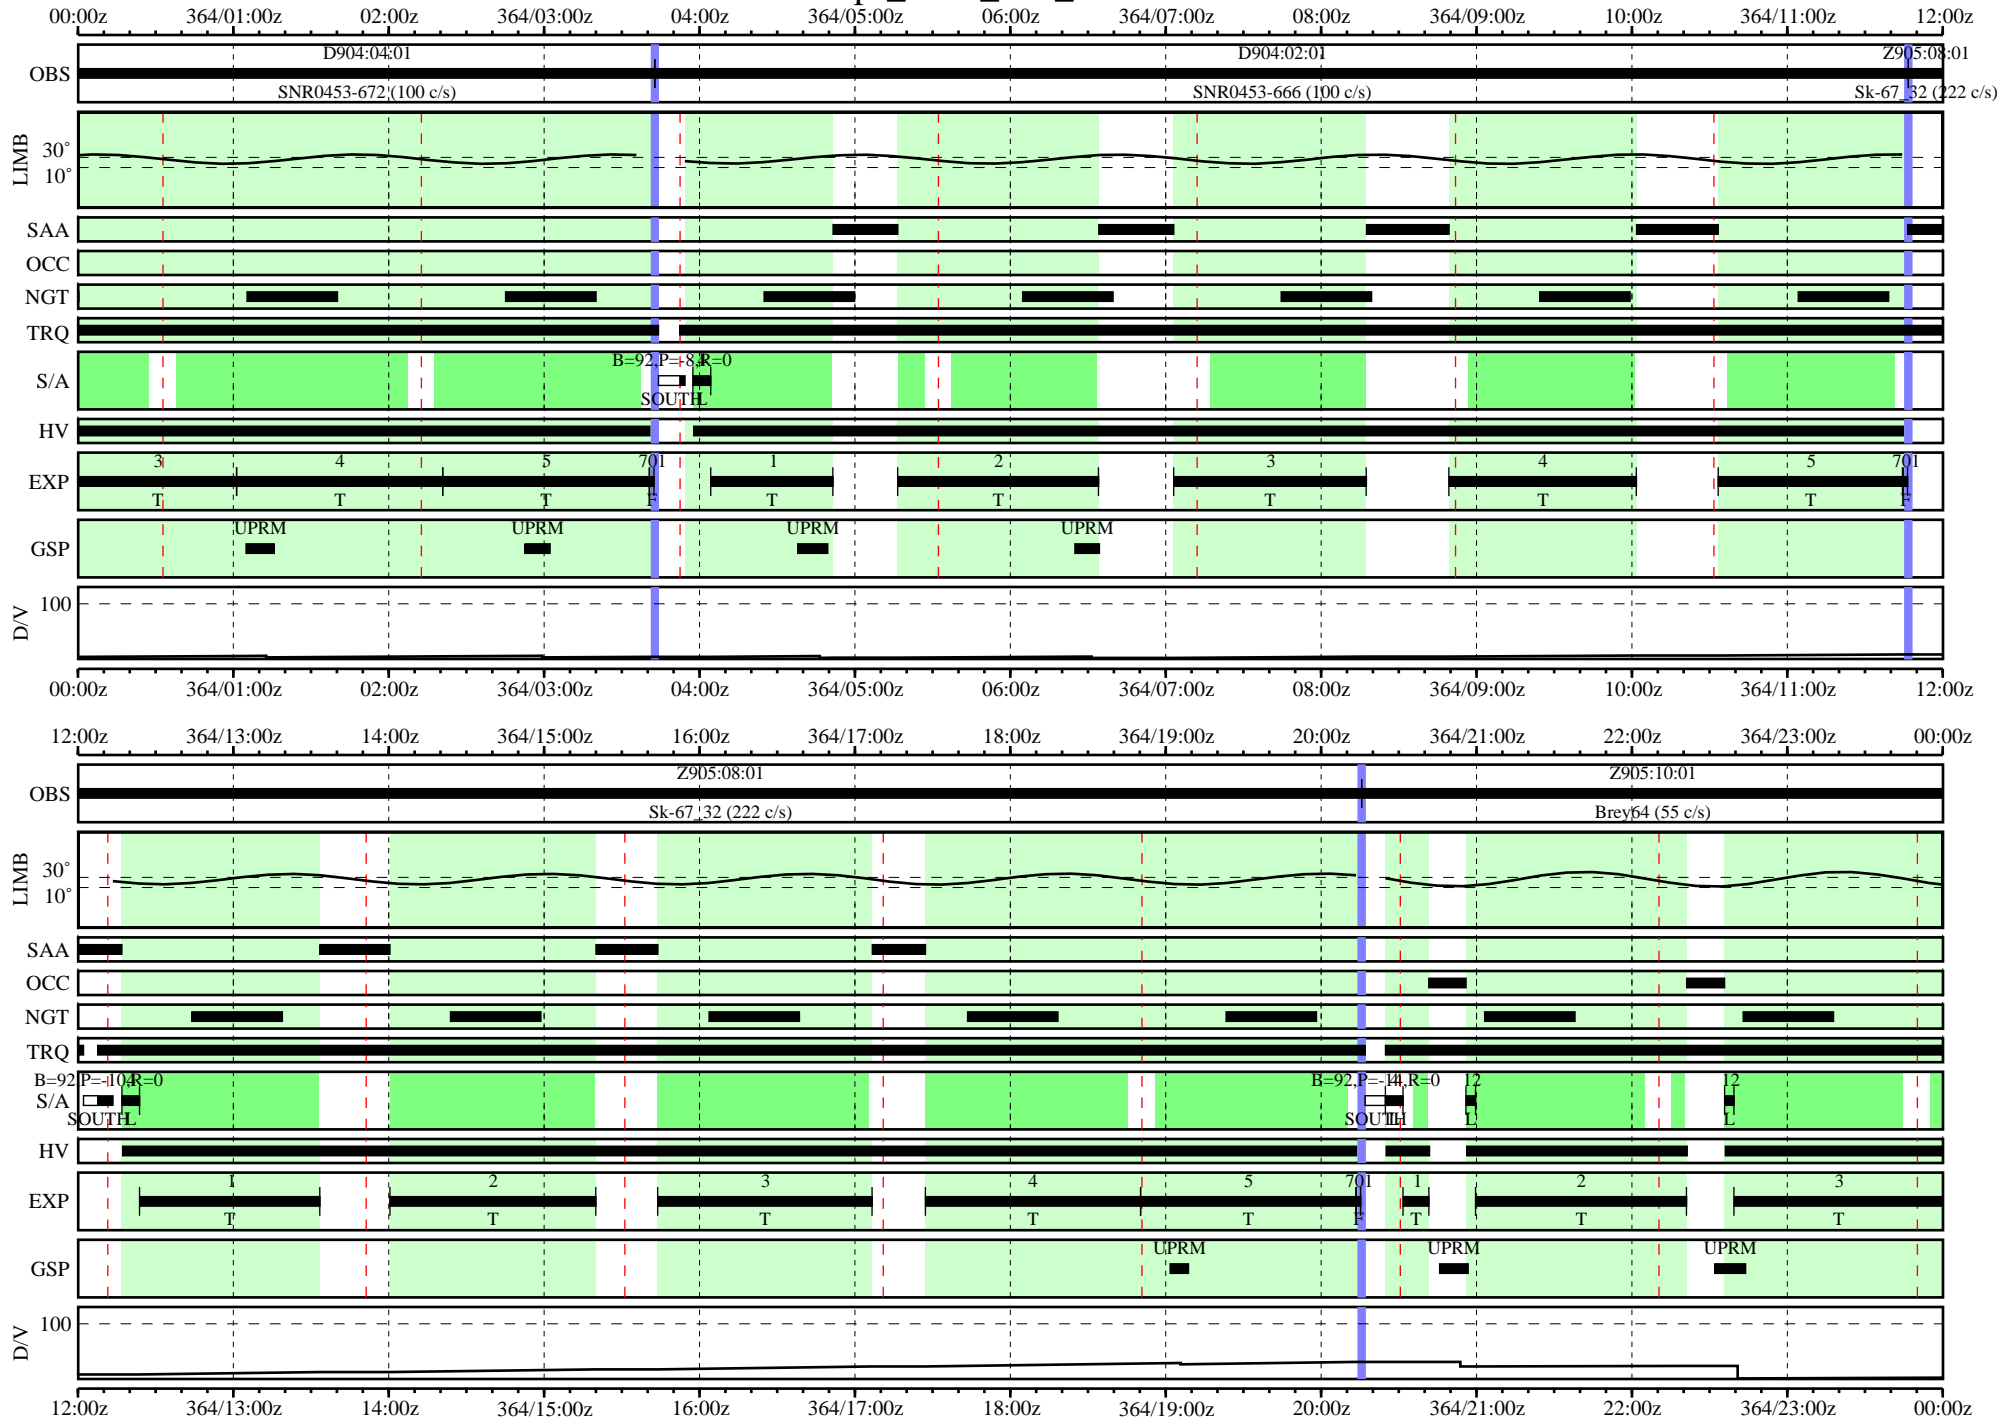 00:00z 364/01:00z 02:00z 364/03:00z 04:00z 364/05:00z 06:00z 364/07:00z 08:00z 364/09:00z 10:00z 364/11:00z 12:00z
D904:04:01 D904:02:01 Z905:08:01
OBS
SNR0453-672 (100 c/s) SNR0453-666 (100 c/s) Sk-67_32 (222 c/s)
LIMB
30°
10°
SAA
OCC
NGT
TRQ
B=92,P=-8,R=0 4
S/A
SOUTH L
HV
3 4 5 701 1 2 3 4 5 701
EXP
T T T F T T T T T F
UPRM UPRM UPRM UPRM
GSP
D/V
100
00:00z 364/01:00z 02:00z 364/03:00z 04:00z 364/05:00z 06:00z 364/07:00z 08:00z 364/09:00z 10:00z 364/11:00z 12:00z
12:00z 364/13:00z 14:00z 364/15:00z 16:00z 364/17:00z 18:00z 364/19:00z 20:00z 364/21:00z 22:00z 364/23:00z 00:00z
Z905:08:01 Z905:10:01
OBS
Sk-67_32 (222 c/s) Brey64 (55 c/s)
LIMB
30°
10°
SAA
OCC
NGT
TRQ
B=92,P=-10,R=0 4 B=92,P=-14,R=0 4 12 12
S/A
SOUTH L SOUTH L L L
HV
1 2 3 4 5 701 1 2 3
EXP
T T T T T F T T T
UPRM UPRM UPRM
GSP
D/V
100
12:00z 364/13:00z 14:00z 364/15:00z 16:00z 364/17:00z 18:00z 364/19:00z 20:00z 364/21:00z 22:00z 364/23:00z 00:00z